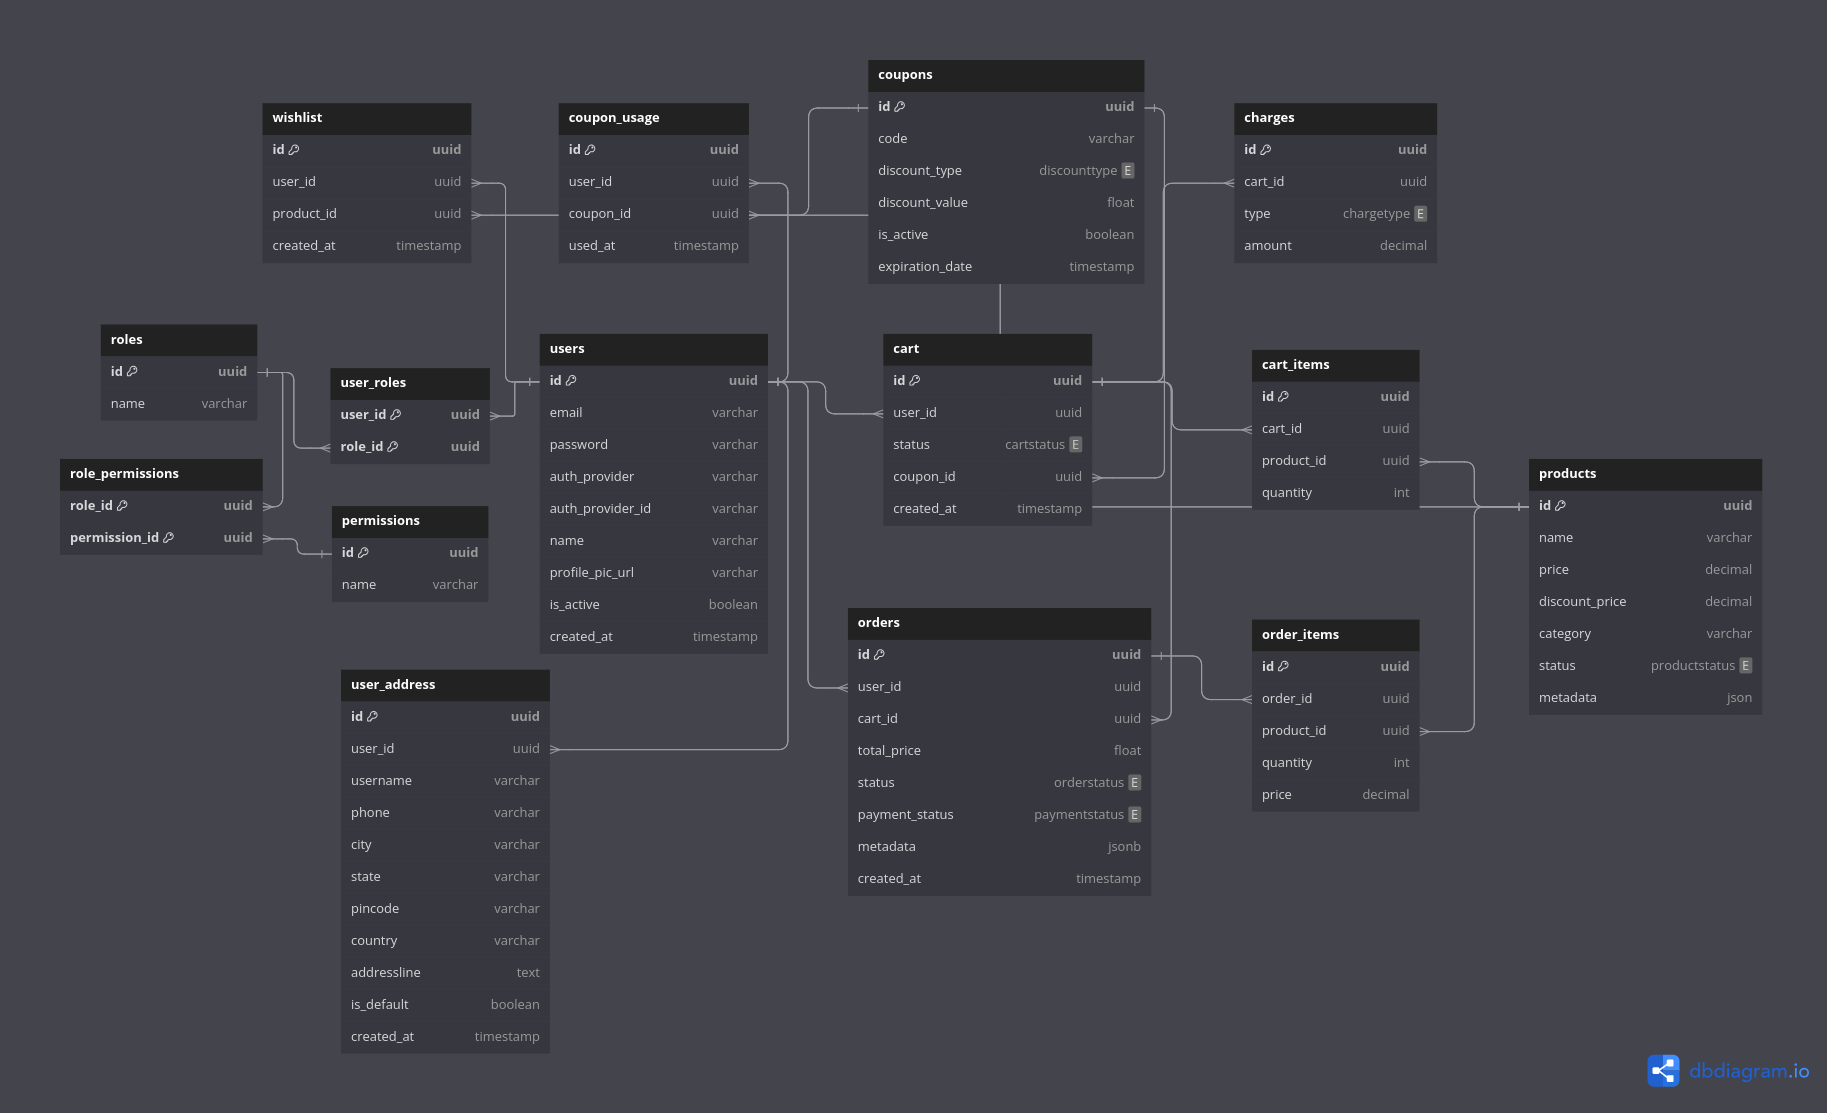 coupons
id uuid
code varchar
discount_type discounttype E
discount_value float
is_active boolean
expiration_date timestamp
wishlist
id uuid
user_id uuid
product_id uuid
created_at timestamp
coupon_usage
id uuid
user_id uuid
coupon_id uuid
used_at timestamp
charges
id uuid
cart_id uuid
type chargetype E
amount decimal
roles
id uuid
name varchar
user_roles
user_id uuid
role_id uuid
users
id uuid
email varchar
password varchar
auth_provider varchar
auth_provider_id varchar
name varchar
profile_pic_url varchar
is_active boolean
created_at timestamp
cart
id uuid
user_id uuid
status cartstatus E
coupon_id uuid
created_at timestamp
cart_items
id uuid
cart_id uuid
product_id uuid
quantity int
role_permissions
role_id uuid
permission_id uuid
permissions
id uuid
name varchar
products
id uuid
name varchar
price decimal
discount_price decimal
category varchar
status productstatus E
metadata json
orders
id uuid
user_id uuid
cart_id uuid
total_price float
status orderstatus E
payment_status paymentstatus E
metadata jsonb
created_at timestamp
order_items
id uuid
order_id uuid
product_id uuid
quantity int
price decimal
user_address
id uuid
user_id uuid
username varchar
phone varchar
city varchar
state varchar
pincode varchar
country varchar
addressline text
is_default boolean
created_at timestamp
dbdiagram.io